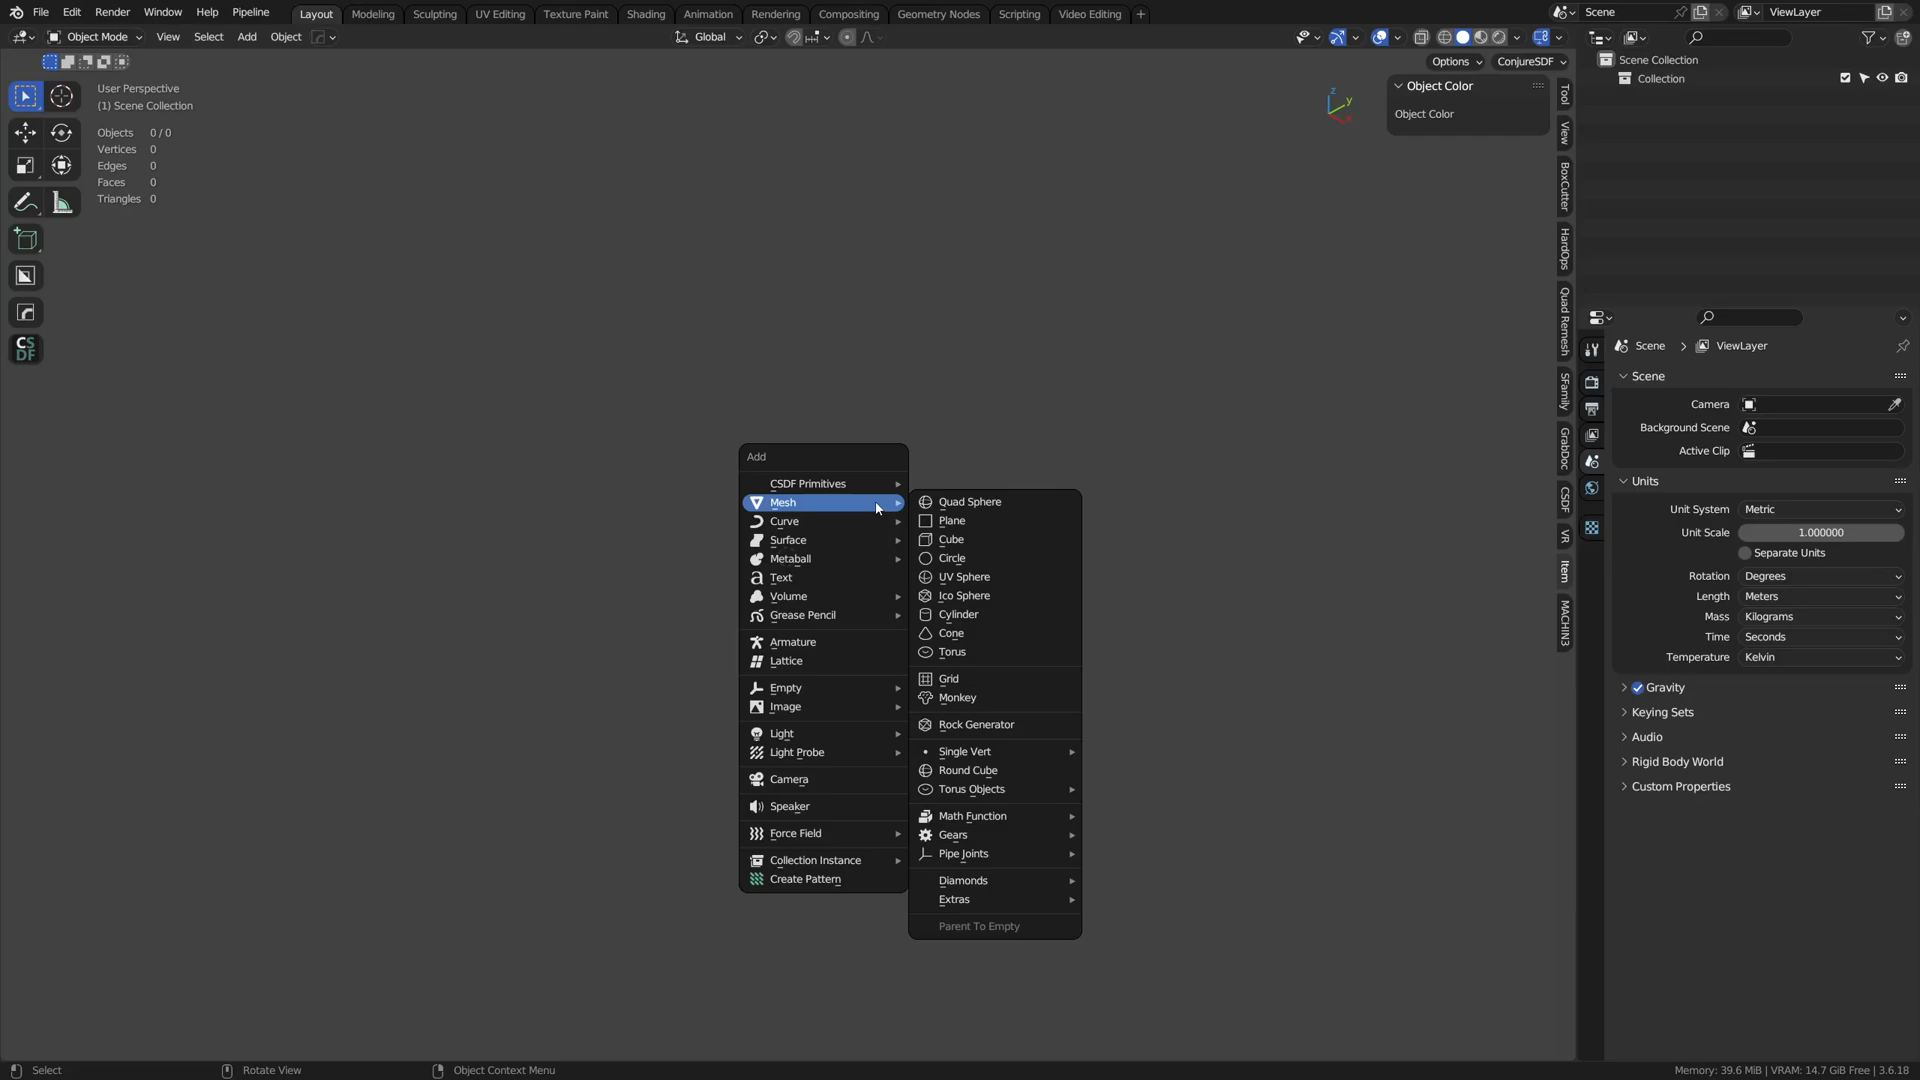 File Edit Render Window Help Pipeline Layout Modeling Sculpting UV Editing Texture Paint Shading Animation Rendering Compositing Geometry Nodes Scripting Video Editing + Scene ViewLayer
Object Mode View Select Add Object Global
Options ConjureSDF
User Perspective
(1) Scene Collection
Objects 0 / 0
Vertices 0
Edges 0
Faces 0
Triangles 0
CS
DF
Z
Y
X
Object Color
Object Color
Tool
View
BoxCutter
HardOps
Quad Remesh
SFamily
GrabDoc
CSDF
VR
Item
MACHIN3
Add
CSDF Primitives
Mesh
Curve
Surface
Metaball
Text
Volume
Grease Pencil
Armature
Lattice
Empty
Image
Light
Light Probe
Camera
Speaker
Force Field
Collection Instance
Create Pattern
Quad Sphere
Plane
Cube
Circle
UV Sphere
Ico Sphere
Cylinder
Cone
Torus
Grid
Monkey
Rock Generator
Single Vert
Round Cube
Torus Objects
Math Function
Gears
Pipe Joints
Diamonds
Extras
Parent To Empty
Scene Collection
Collection
Scene > ViewLayer
Scene
Camera
Background Scene
Active Clip
Units
Unit System Metric
Unit Scale 1.000000
Separate Units
Rotation Degrees
Length Meters
Mass Kilograms
Time Seconds
Temperature Kelvin
Gravity
Keying Sets
Audio
Rigid Body World
Custom Properties
Select Rotate View Object Context Menu Memory: 39.6 MiB | VRAM: 14.7 GiB Free | 3.6.18